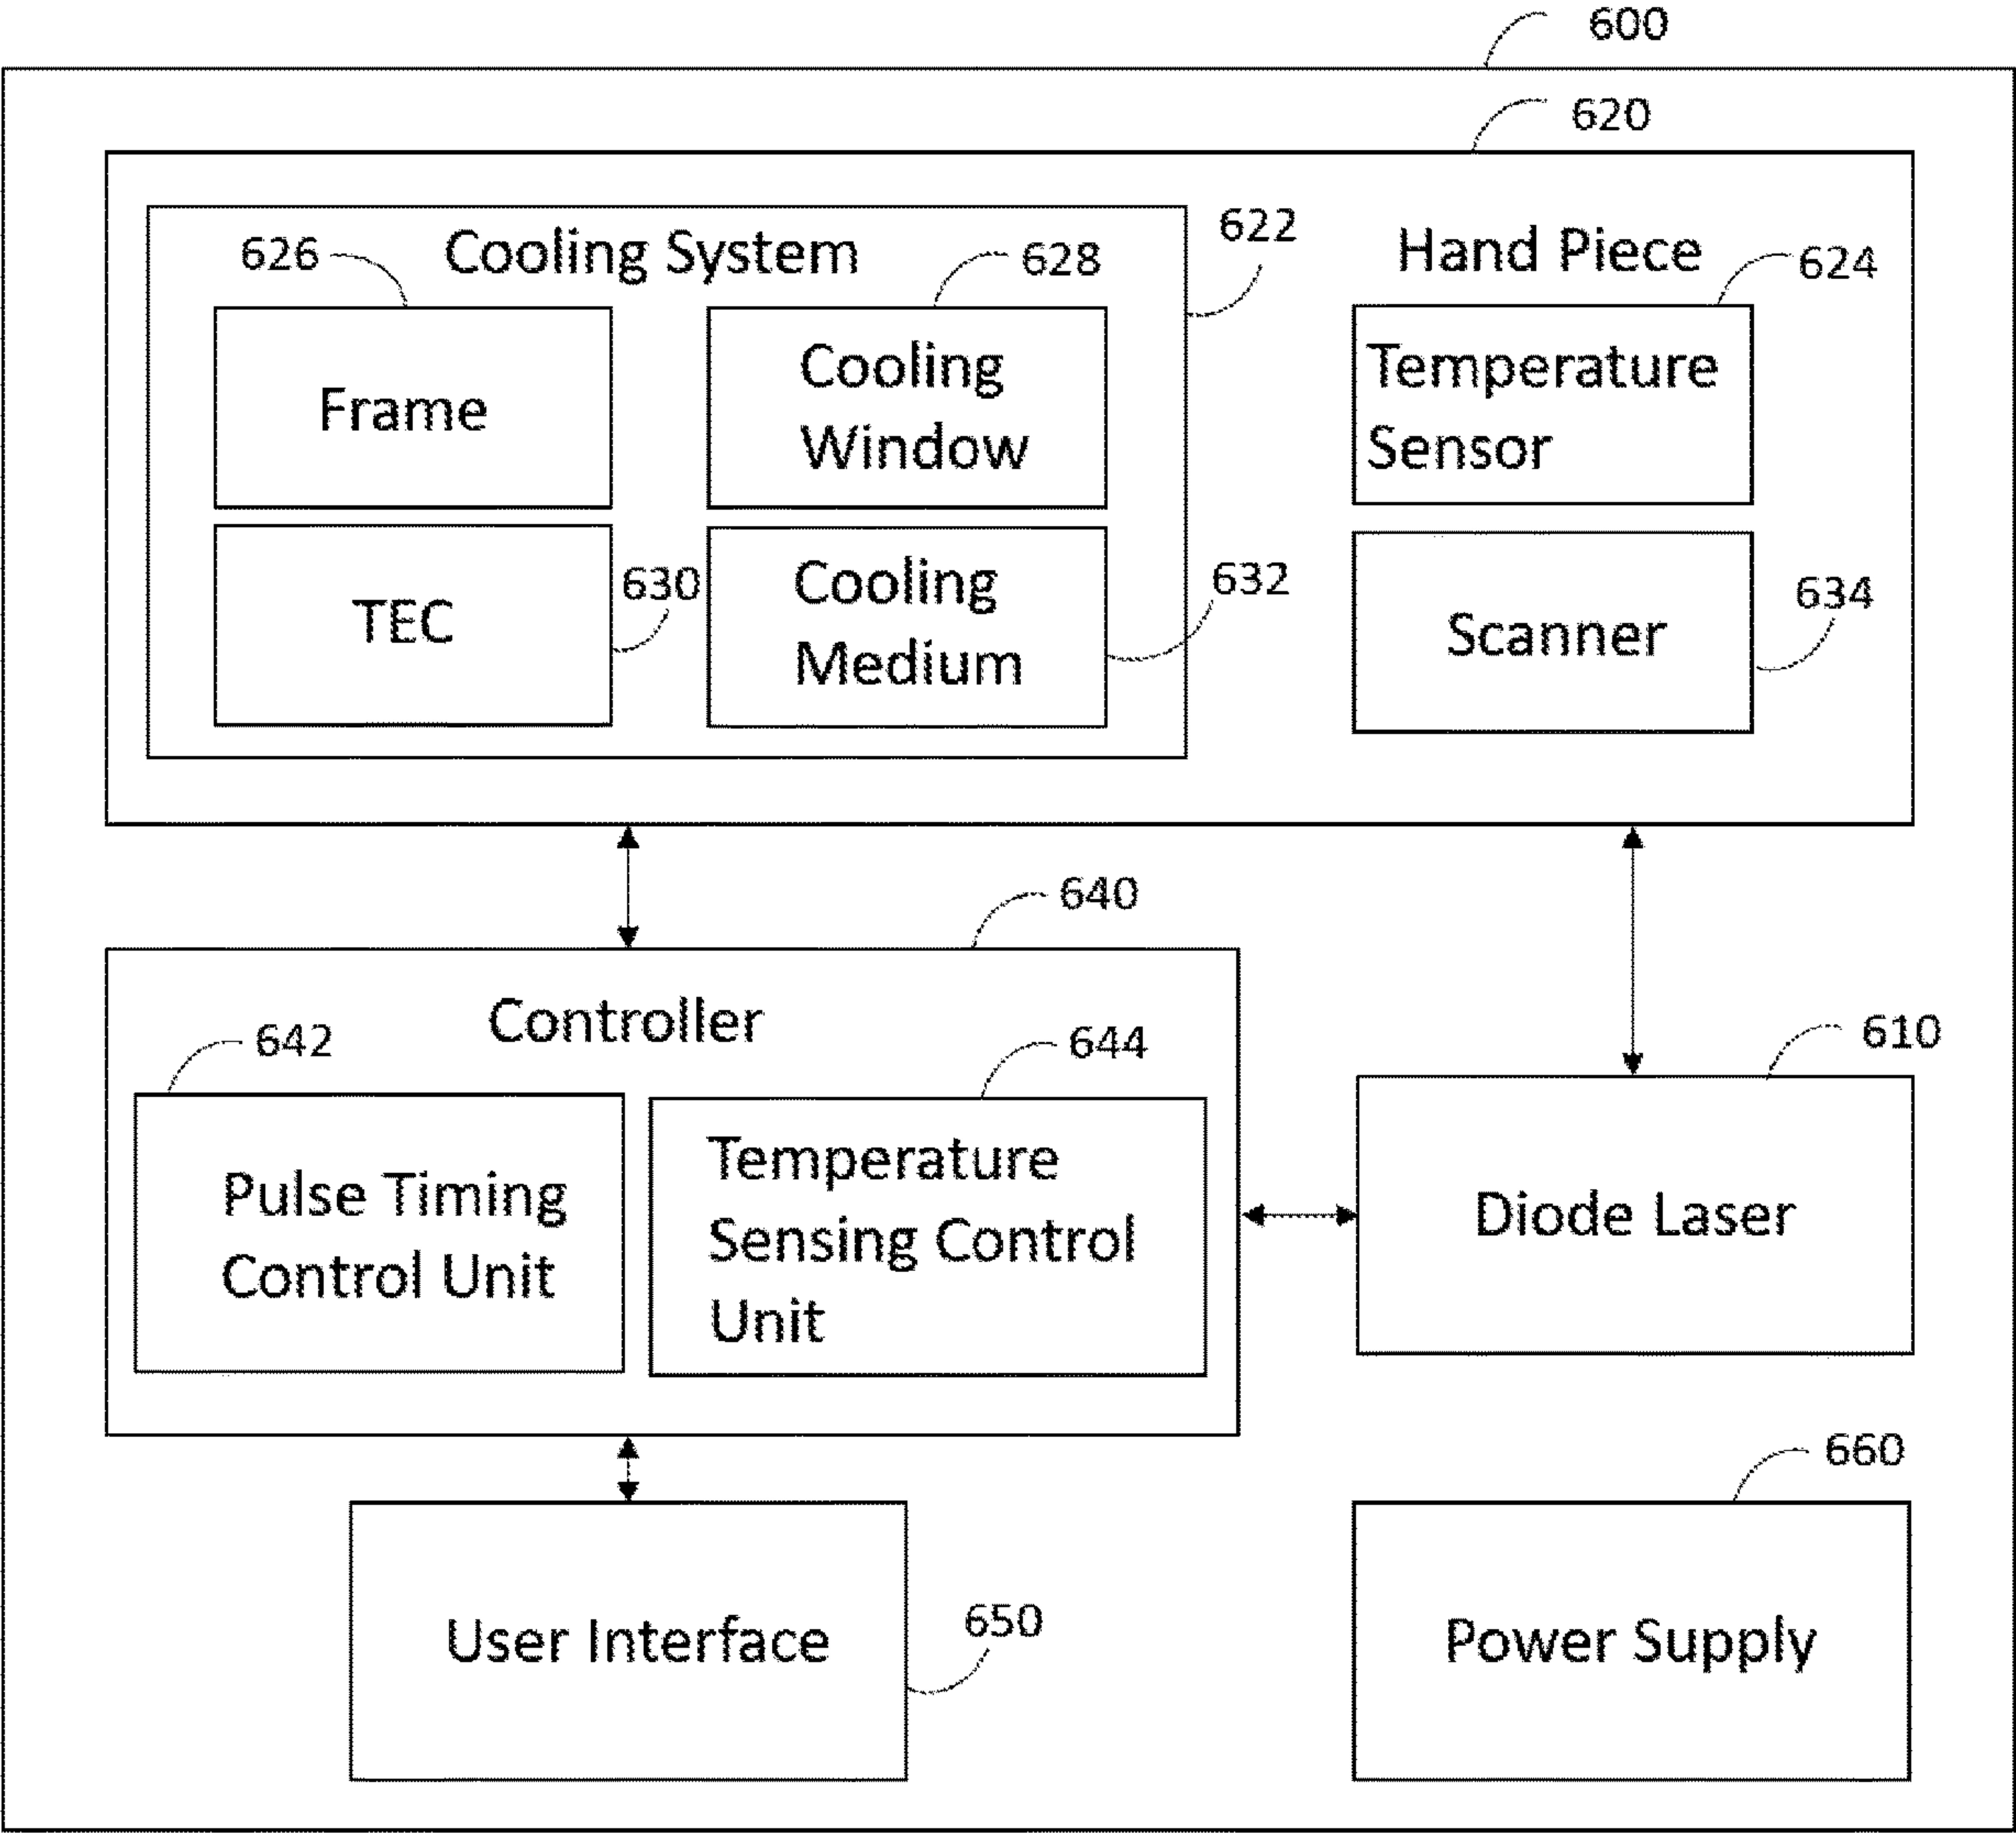 600
620
622
Cooling System
Hand Piece
626
628
624
Frame
Cooling
Window
Temperature
Sensor
TEC
630
Cooling
Medium
632
Scanner
634
640
Controller
642
644
610
Pulse Timing
Control Unit
Temperature
Sensing Control
Unit
Diode Laser
660
User Interface
650
Power Supply